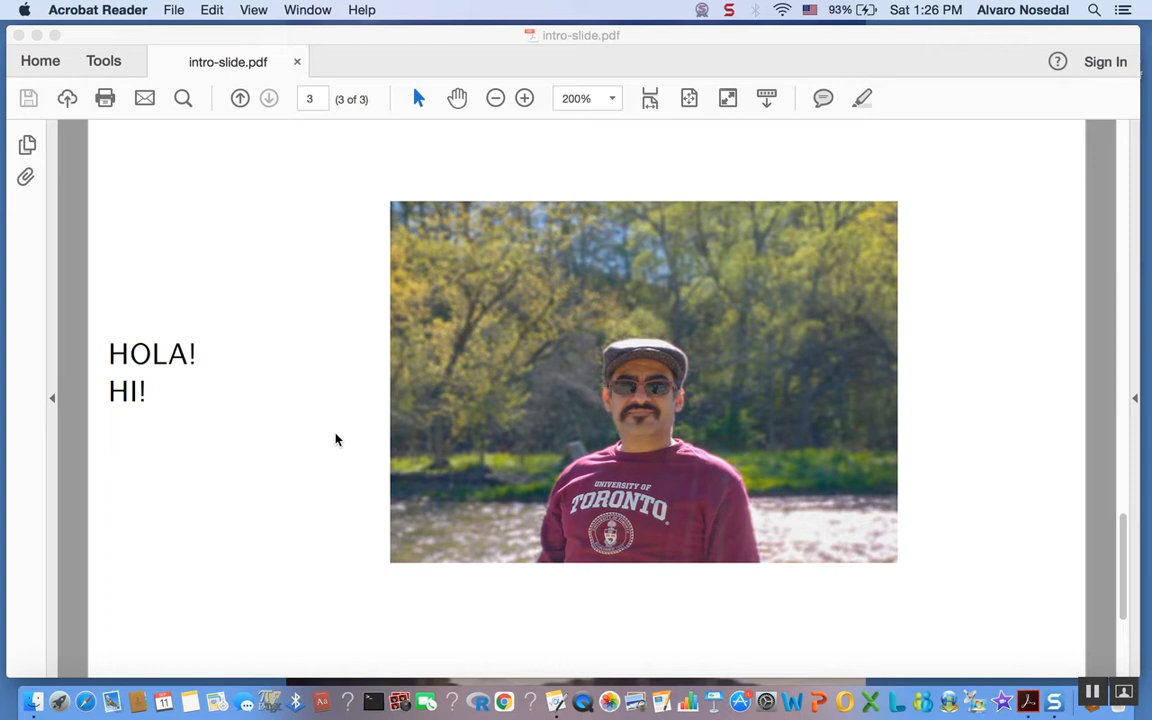 Acrobat Reader File Edit View Window Help 93% Sat 1:26 PM Alvaro Nosedal
intro-slide.pdf
Home Tools intro-slide.pdf × ? Sign In
3 (3 of 3) 200%
HOLA!
HI!
UNIVERSITY OF
TORONTO